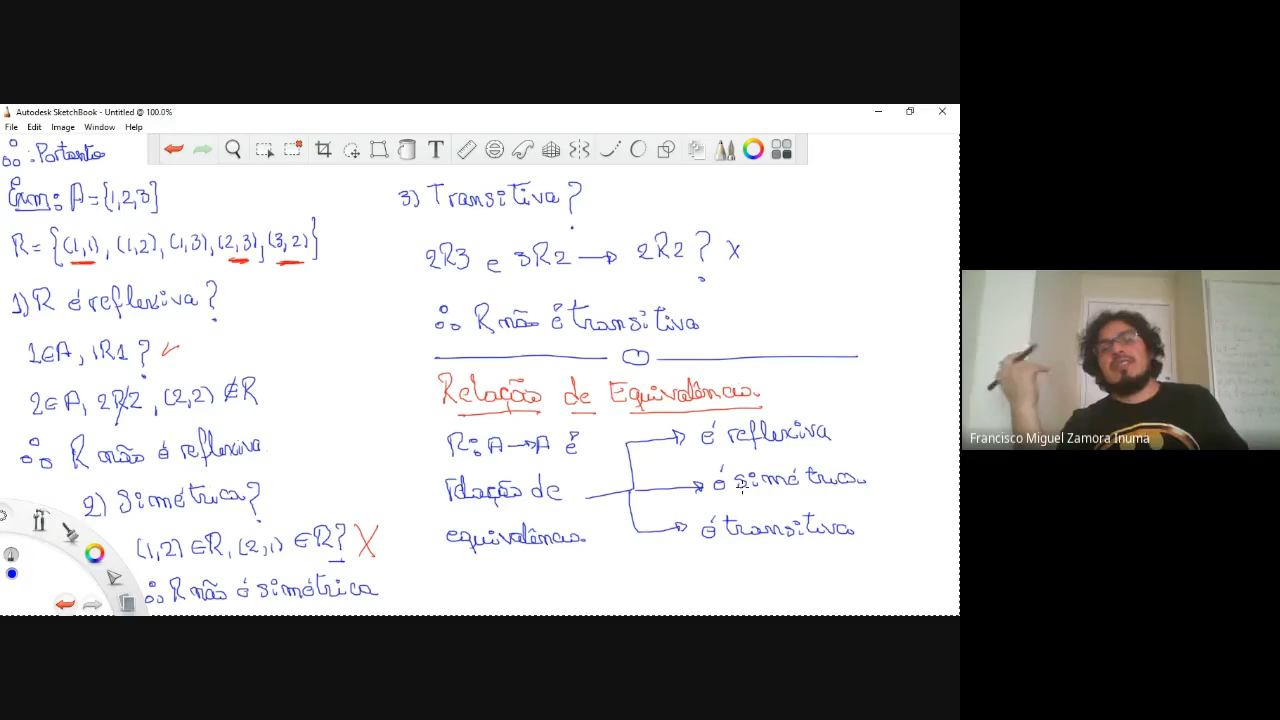 Autodesk SketchBook - Untitled @ 100.0%
File Edit Image Window Help
∴ : Portanto
Exm: A = {1,2,3}
R = {(1,1), (1,2), (1,3), (2,3), (3,2)}
1) R é reflexiva?
1∈A, 1R1? ✓
2∈A, 2R̸2, (2,2) ∉ R
∴ R não é reflexiva.
2) Simétrica?
(1,2) ∈ R, (2,1) ∈ R? X
∴ R não é simétrica
3) Transitiva?
2R3 e 3R2 → 2R2? X
∴ R não é transitiva
Relação de Equivalência
R: A → A é
relação de
equivalência
é reflexiva
é simétrica.
é transitiva
T
Francisco Miguel Zamora Inuma